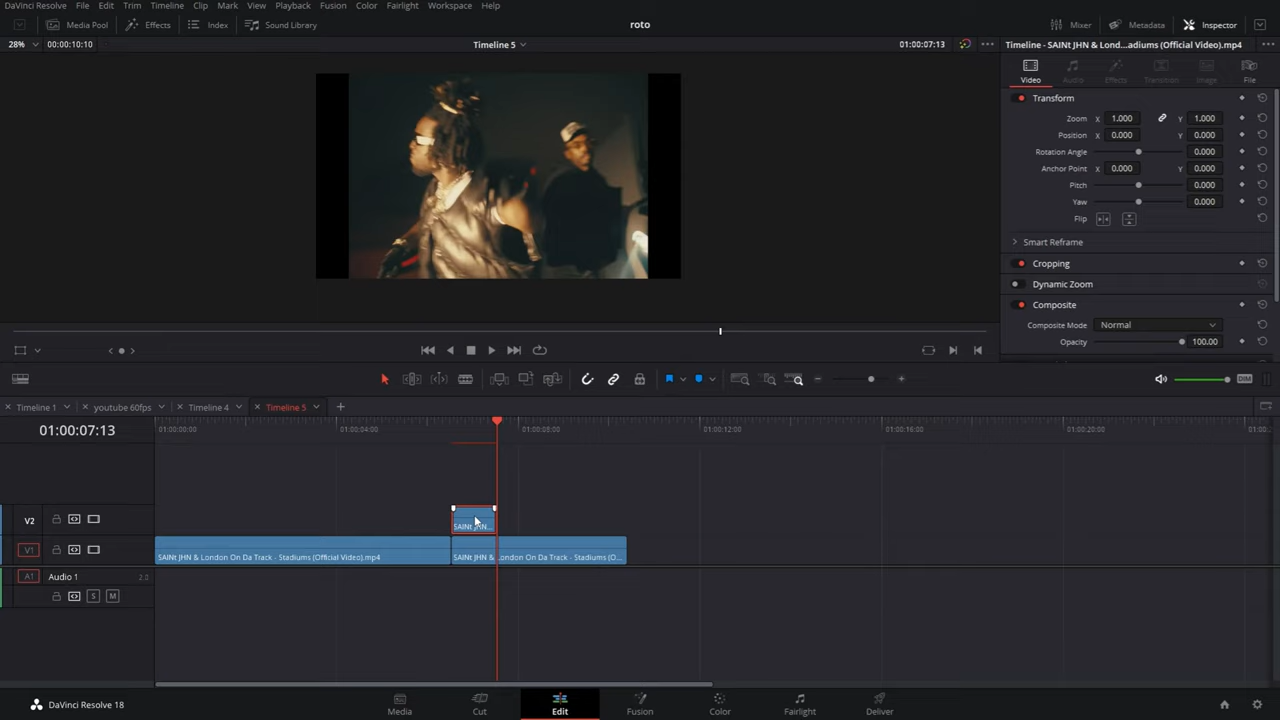 DaVinci Resolve File Edit Trim Timeline Clip Mark View Playback Fusion Color Fairlight Workspace Help
Media Pool Effects Index Sound Library roto Mixer Metadata Inspector
28% 00:00:10:10 Timeline 5 01:00:07:13 Timeline - SAINt JHN & Lond...adiums (Official Video).mp4
Video Audio Effects Transition Image File
Transform
Zoom X 1.000 Y 1.000
Position X 0.000 Y 0.000
Rotation Angle 0.000
Anchor Point X 0.000 Y 0.000
Pitch 0.000
Yaw 0.000
Flip
Smart Reframe
Cropping
Dynamic Zoom
Composite
Composite Mode Normal
Opacity 100.00
DIM
Timeline 1 youtube 60fps Timeline 4 Timeline 5
01:00:07:13 01:00:00:00 01:00:04:00 01:00:08:00 01:00:12:00 01:00:16:00 01:00:20:00
V2 SAINt JHN...
V1 SAINt JHN & London On Da Track - Stadiums (Official Video).mp4 SAINt JHN & London On Da Track - Stadiums (O...
A1 Audio 1 2.0
S M
DaVinci Resolve 18 Media Cut Edit Fusion Color Fairlight Deliver